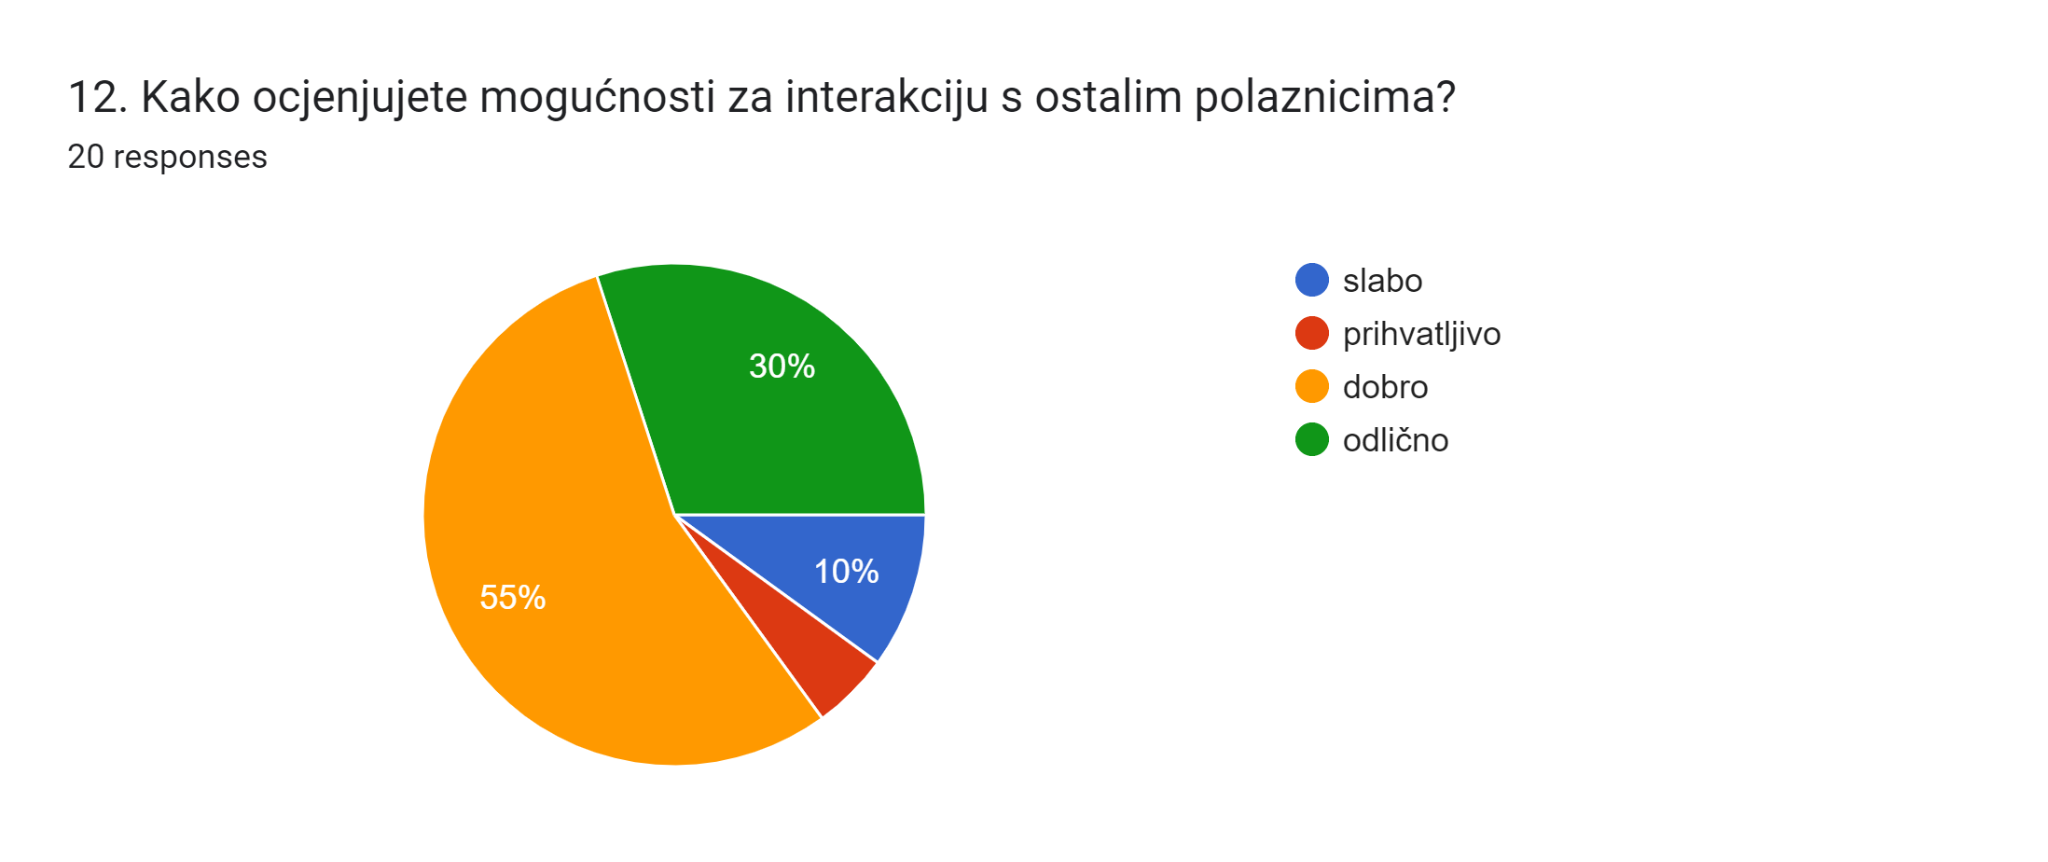 12. Kako ocjenjujete mogućnosti za interakciju s ostalim polaznicima?
20 responses
30%
10%
55%
slabo
prihvatljivo
dobro
odlično